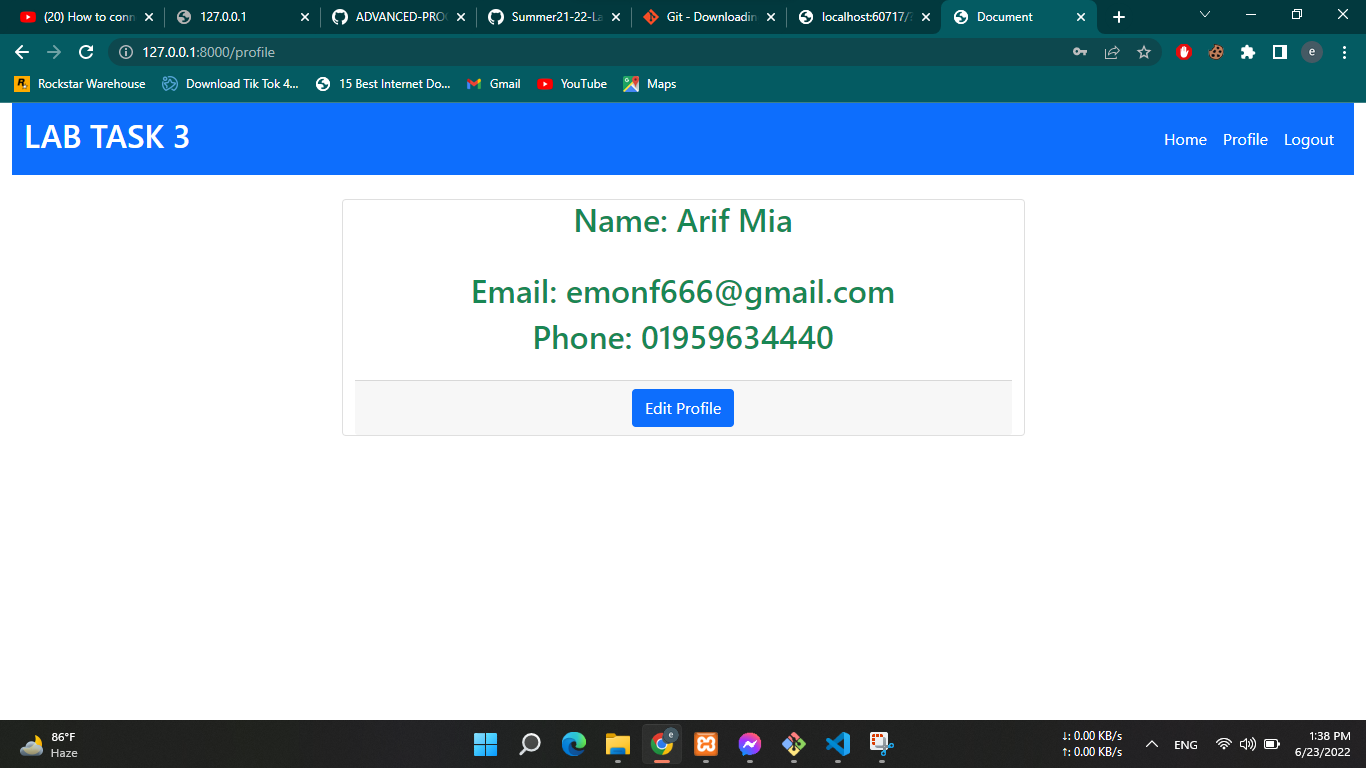 (20) How to conn
127.0.0.1
ADVANCED-PRO
Summer21-22-La
Git - Downloadin
localhost:60717/?
Document
127.0.0.1:8000/profile
e
Rockstar Warehouse
Download Tik Tok 4...
15 Best Internet Do...
Gmail
YouTube
Maps
LAB TASK 3
Home Profile Logout
Name: Arif Mia
Email: emonf666@gmail.com
Phone: 01959634440
Edit Profile
86°F
Haze
↓: 0.00 KB/s
↑: 0.00 KB/s
ENG
1:38 PM
6/23/2022